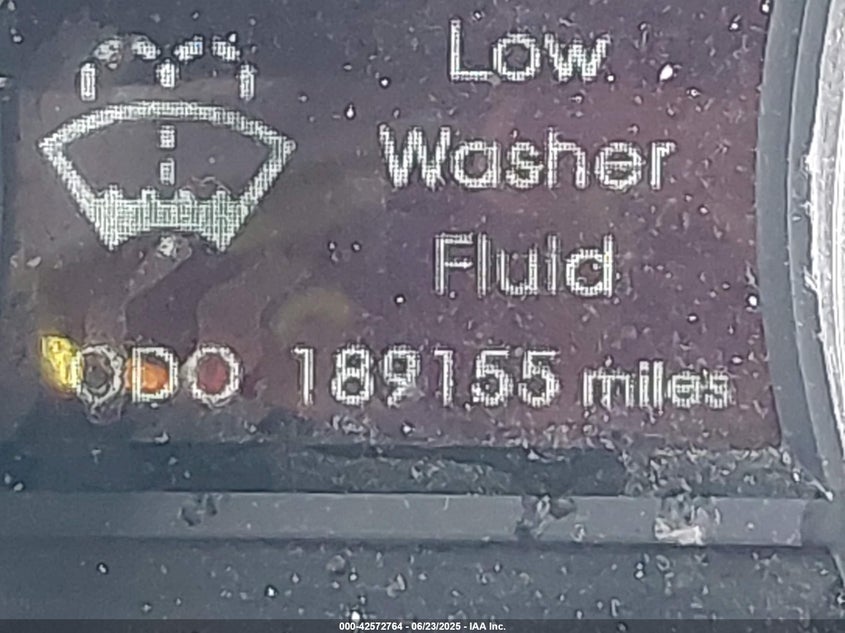 Low
Washer
Fluid
ODO 189155 miles
000-42572764 - 06/23/2025 - IAA Inc.